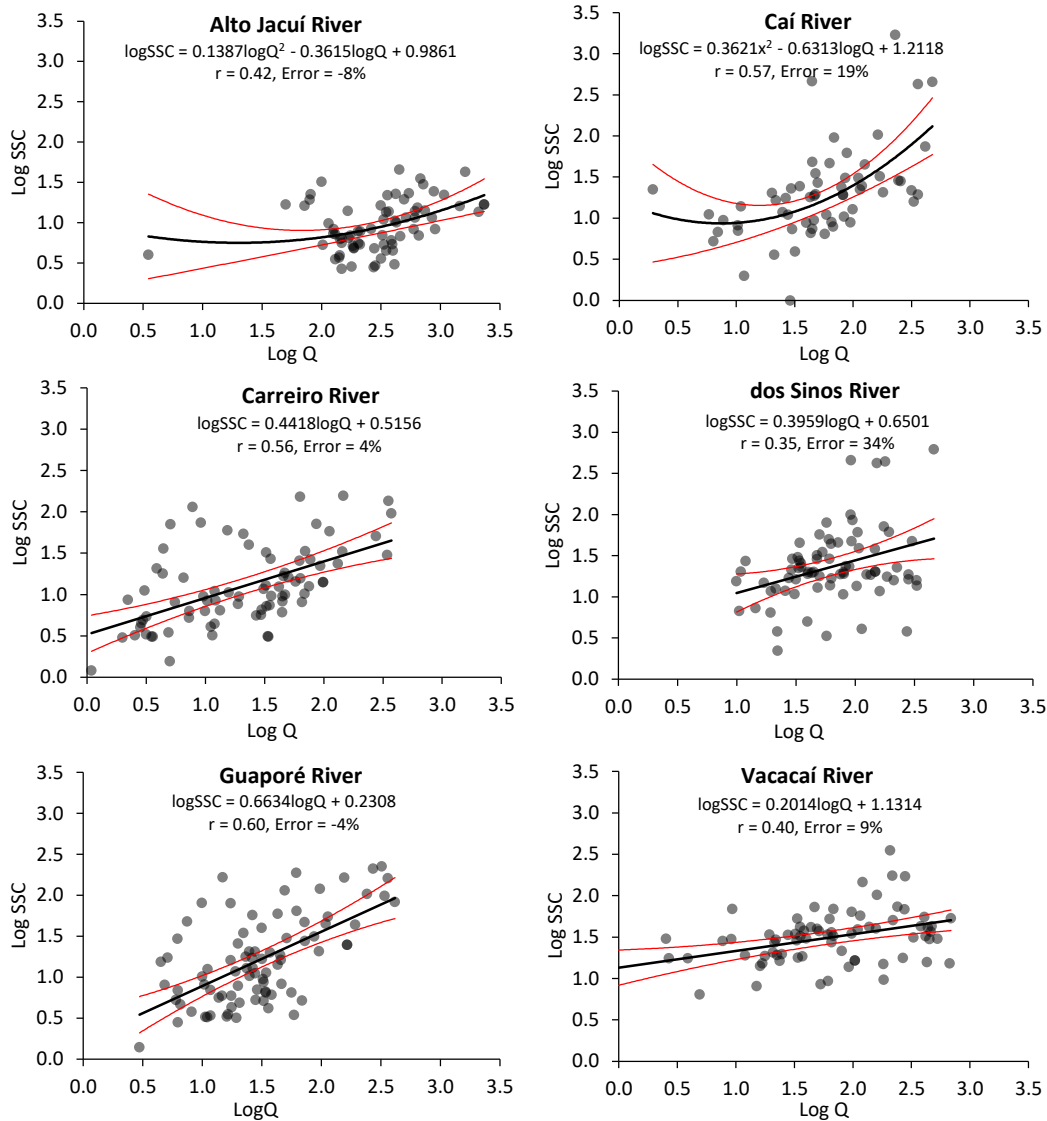 Alto Jacuí River
logSSC = 0.1387logQ² - 0.3615logQ + 0.9861
r = 0.42, Error = -8%
3.5
3.0
2.5
2.0
1.5
1.0
0.5
0.0
Log SSC
0.0 0.5 1.0 1.5 2.0 2.5 3.0 3.5
Log Q
Caí River
logSSC = 0.3621x² - 0.6313logQ + 1.2118
r = 0.57, Error = 19%
3.5
3.0
2.5
2.0
1.5
1.0
0.5
0.0
Log SSC
0.0 0.5 1.0 1.5 2.0 2.5 3.0 3.5
Log Q
Carreiro River
logSSC = 0.4418logQ + 0.5156
r = 0.56, Error = 4%
3.5
3.0
2.5
2.0
1.5
1.0
0.5
0.0
Log SSC
0.0 0.5 1.0 1.5 2.0 2.5 3.0 3.5
Log Q
dos Sinos River
logSSC = 0.3959logQ + 0.6501
r = 0.35, Error = 34%
3.5
3.0
2.5
2.0
1.5
1.0
0.5
0.0
Log SSC
0.0 0.5 1.0 1.5 2.0 2.5 3.0 3.5
Log Q
Guaporé River
logSSC = 0.6634logQ + 0.2308
r = 0.60, Error = -4%
3.5
3.0
2.5
2.0
1.5
1.0
0.5
0.0
Log SSC
0.0 0.5 1.0 1.5 2.0 2.5 3.0 3.5
LogQ
Vacacaí River
logSSC = 0.2014logQ + 1.1314
r = 0.40, Error = 9%
3.5
3.0
2.5
2.0
1.5
1.0
0.5
0.0
Log SSC
0.0 0.5 1.0 1.5 2.0 2.5 3.0 3.5
Log Q